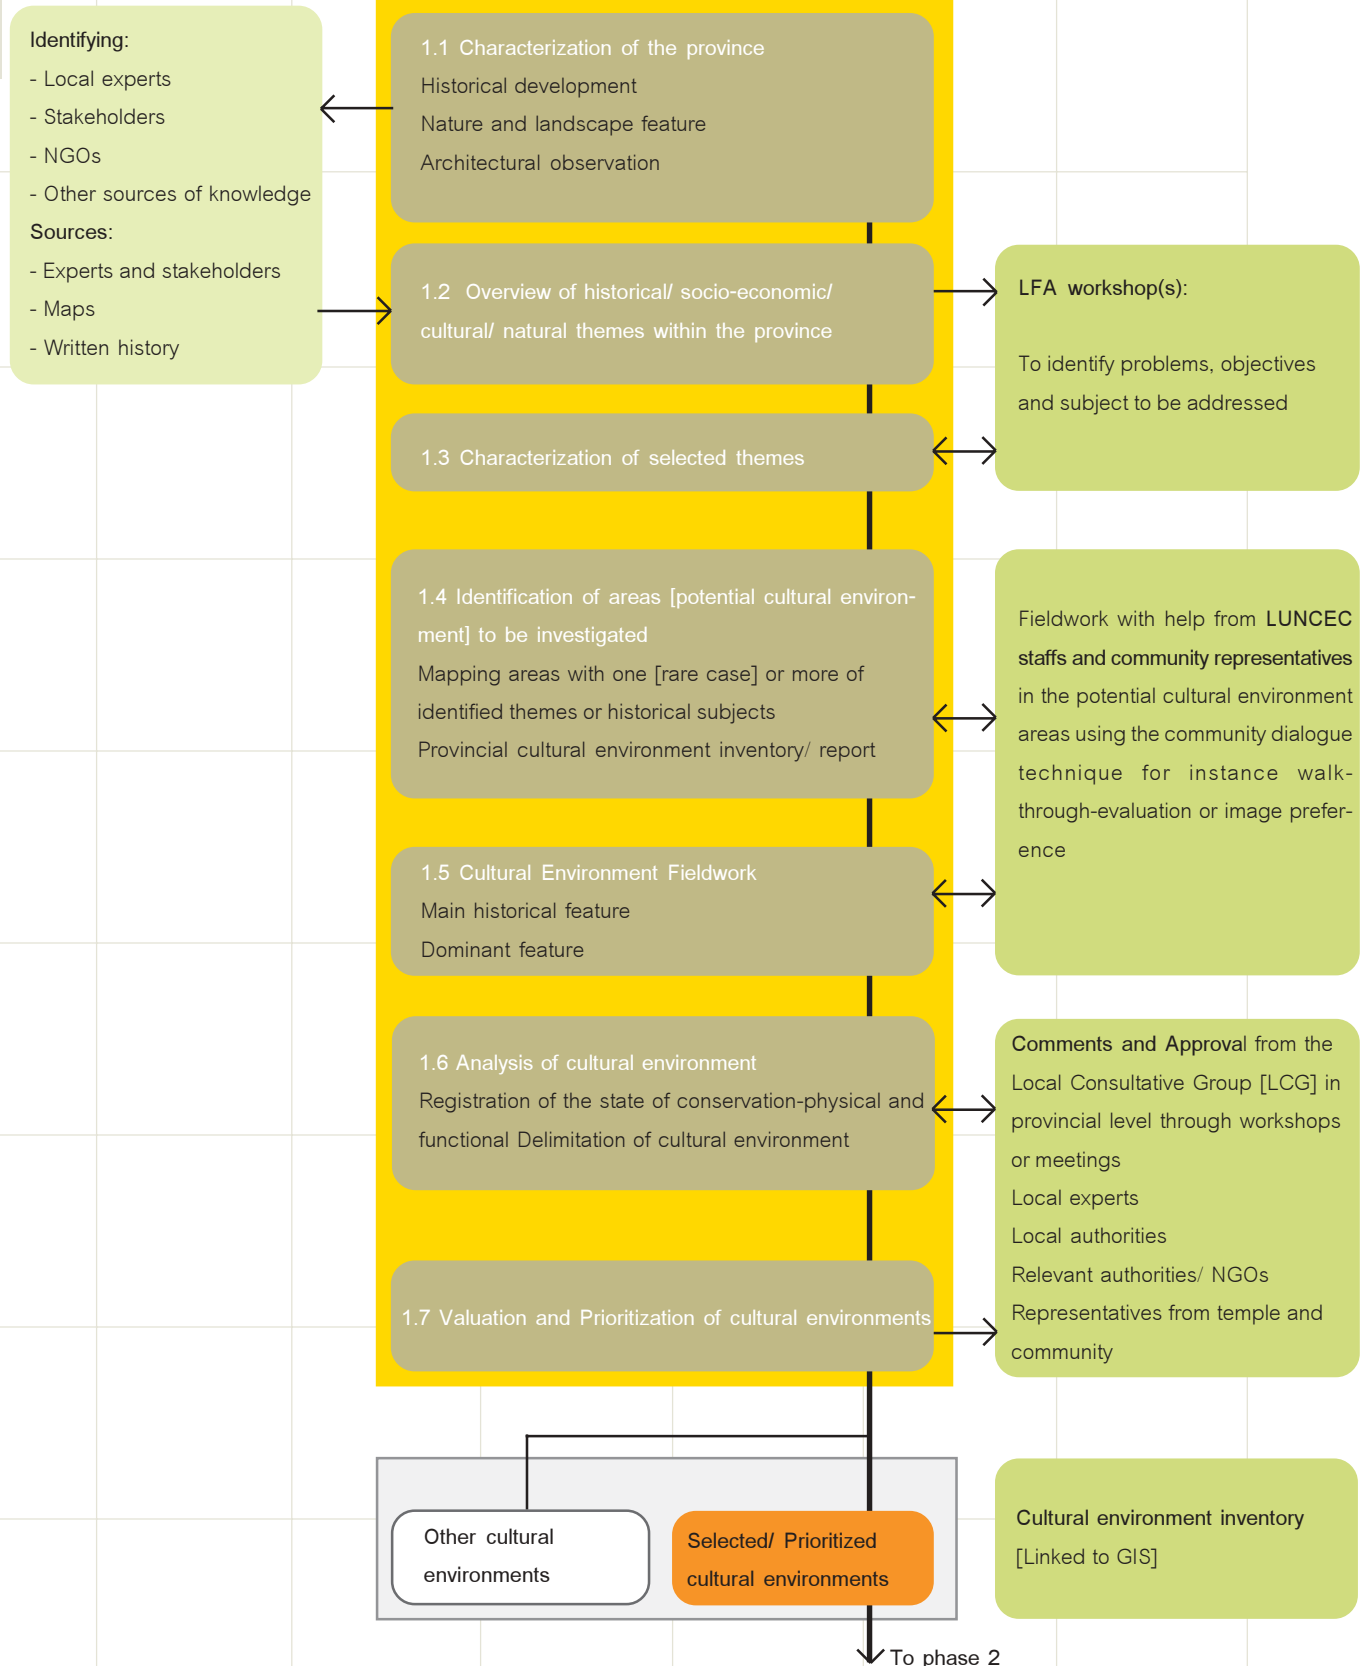 Identifying:
- Local experts
- Stakeholders
- NGOs
- Other sources of knowledge
Sources:
- Experts and stakeholders
- Maps
- Written history
1.1 Characterization of the province
Historical development
Nature and landscape feature
Architectural observation
1.2 Overview of historical/ socio-economic/
cultural/ natural themes within the province
LFA workshop(s):
To identify problems, objectives
and subject to be addressed
1.3 Characterization of selected themes
1.4 Identification of areas [potential cultural environ-
ment] to be investigated
Mapping areas with one [rare case] or more of
identified themes or historical subjects
Provincial cultural environment inventory/ report
Fieldwork with help from LUNCEC
staffs and community representatives
in the potential cultural environment
areas using the community dialogue
technique for instance walk-
through-evaluation or image prefer-
ence
1.5 Cultural Environment Fieldwork
Main historical feature
Dominant feature
1.6 Analysis of cultural environment
Registration of the state of conservation-physical and
functional Delimitation of cultural environment
Comments and Approval from the
Local Consultative Group [LCG] in
provincial level through workshops
or meetings
Local experts
Local authorities
Relevant authorities/ NGOs
Representatives from temple and
community
1.7 Valuation and Prioritization of cultural environments
Other cultural
environments
Selected/ Prioritized
cultural environments
Cultural environment inventory
[Linked to GIS]
To phase 2